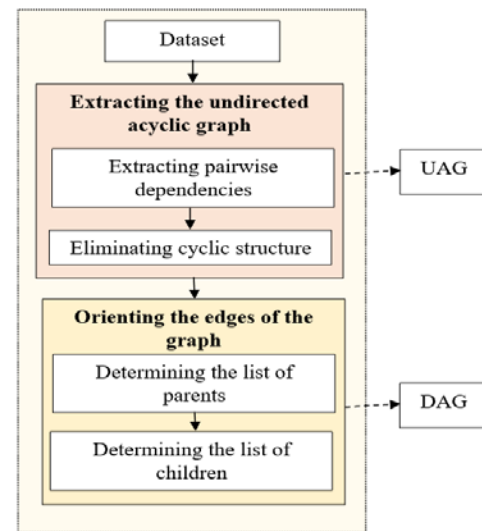 Dataset
Extracting the undirected
acyclic graph
Extracting pairwise
dependencies
UAG
Eliminating cyclic structure
Orienting the edges of the
graph
Determining the list of
parents
DAG
Determining the list of
children